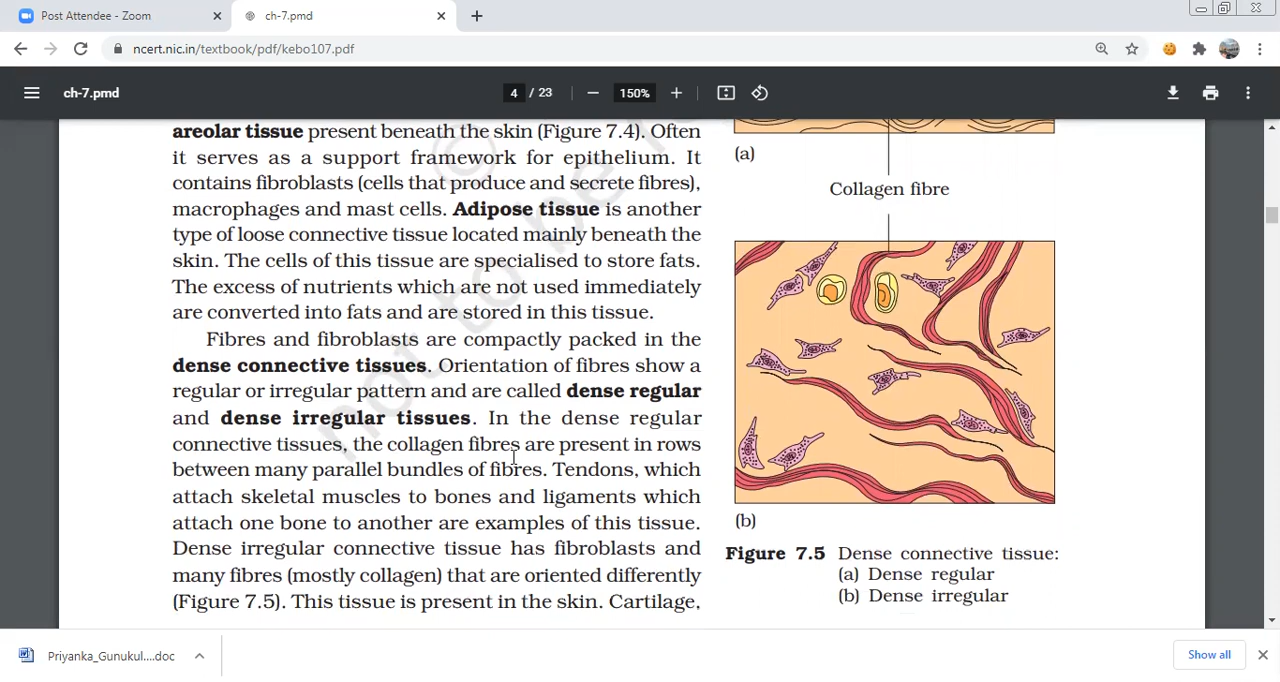 Post Attendee - Zoom
ch-7.pmd
ncert.nic.in/textbook/pdf/kebo107.pdf
ch-7.pmd
4 / 23
150%
areolar tissue present beneath the skin (Figure 7.4). Often
it serves as a support framework for epithelium. It
contains fibroblasts (cells that produce and secrete fibres),
macrophages and mast cells. Adipose tissue is another
type of loose connective tissue located mainly beneath the
skin. The cells of this tissue are specialised to store fats.
The excess of nutrients which are not used immediately
are converted into fats and are stored in this tissue.
Fibres and fibroblasts are compactly packed in the
dense connective tissues. Orientation of fibres show a
regular or irregular pattern and are called dense regular
and dense irregular tissues. In the dense regular
connective tissues, the collagen fibres are present in rows
between many parallel bundles of fibres. Tendons, which
attach skeletal muscles to bones and ligaments which
attach one bone to another are examples of this tissue.
Dense irregular connective tissue has fibroblasts and
many fibres (mostly collagen) that are oriented differently
(Figure 7.5). This tissue is present in the skin. Cartilage,
(a)
Collagen fibre
(b)
Figure 7.5 Dense connective tissue:
(a) Dense regular
(b) Dense irregular
©
not to be
Priyanka_Gunukul....doc
Show all